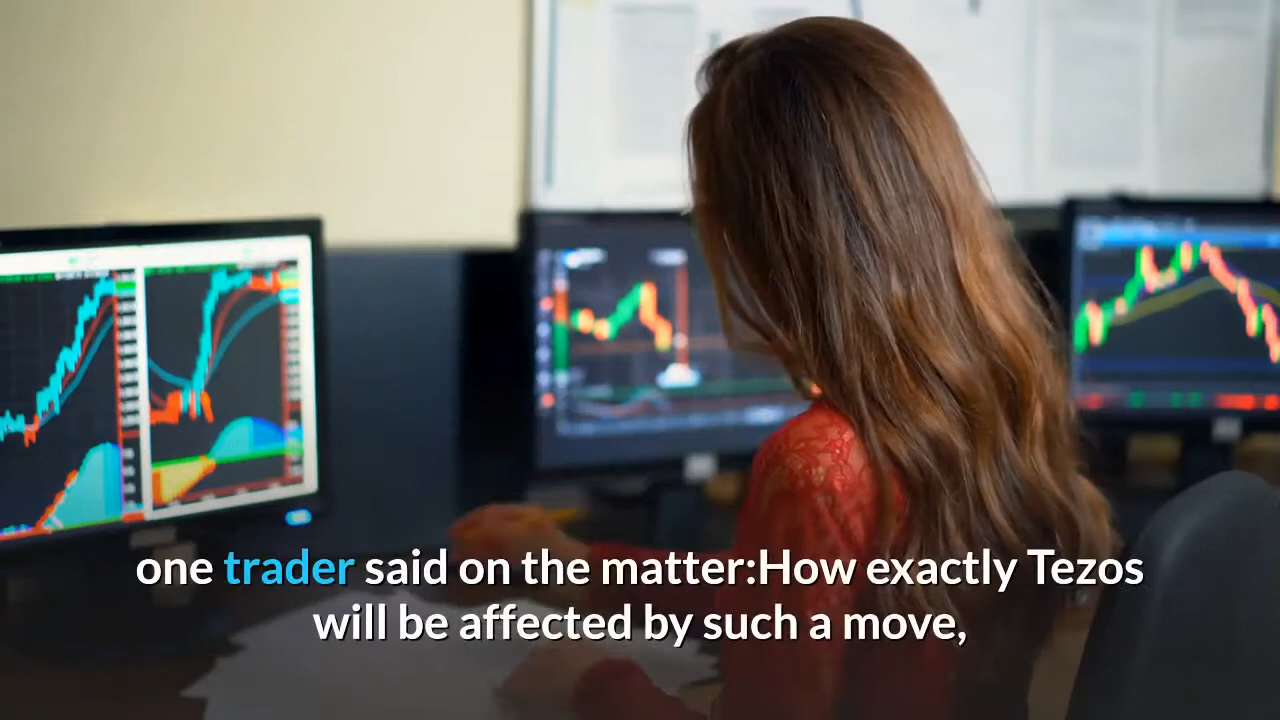 one trader said on the matter:How exactly Tezos
will be affected by such a move,